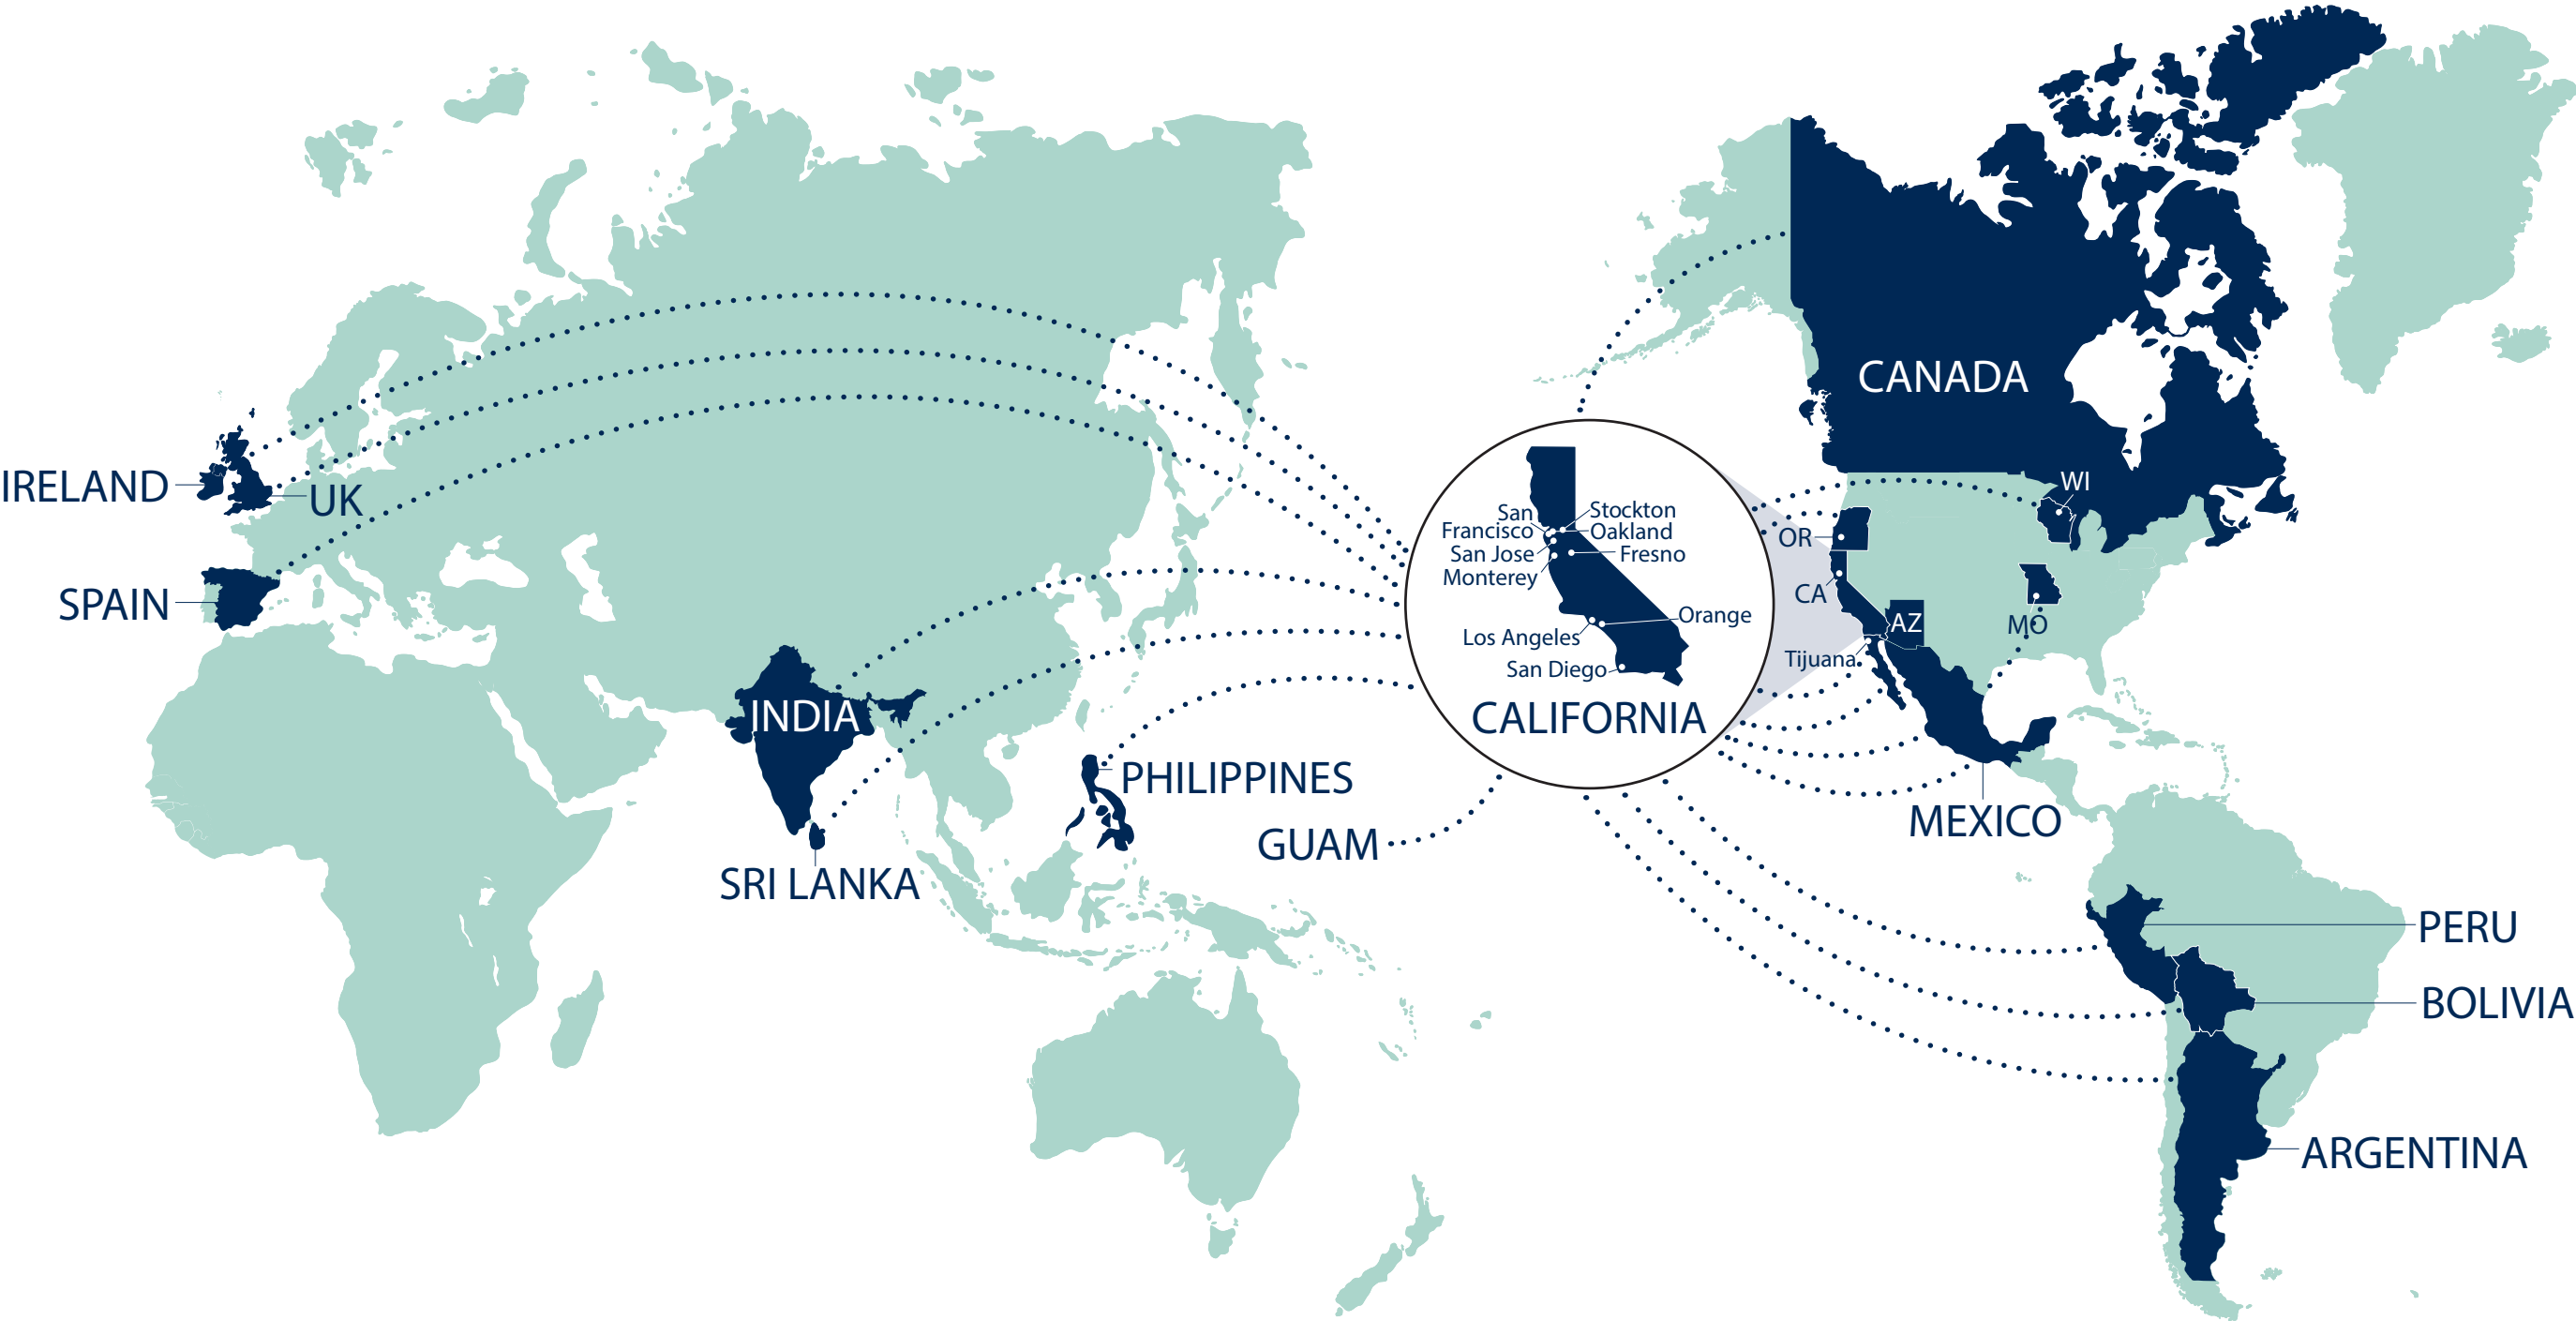 IRELAND
UK
SPAIN
INDIA
SRI LANKA
PHILIPPINES
GUAM
San
Francisco
San Jose
Monterey
Stockton
Oakland
Fresno
Orange
Los Angeles
San Diego
CALIFORNIA
CANADA
WI
OR
CA
AZ
MO
Tijuana
MEXICO
PERU
BOLIVIA
ARGENTINA